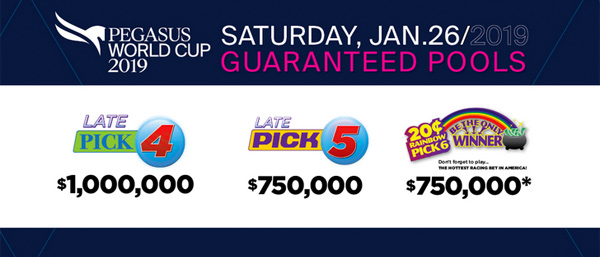 PEGASUS
WORLD CUP
2019
SATURDAY, JAN.26/2019
GUARANTEED POOLS
LATE
PICK 4
$1,000,000
LATE
PICK 5
$750,000
20¢
RAINBOW
PICK 6
BE THE ONLY
WINNER
Don't forget to play...
THE HOTTEST RACING BET IN AMERICA!
$750,000*